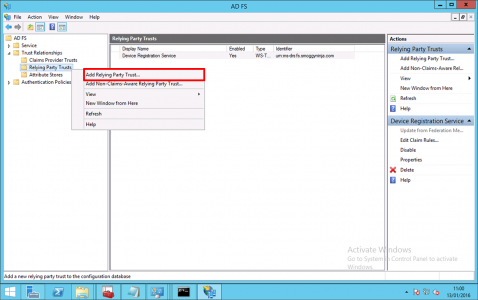 AD FS
File Action View Window Help
AD FS
Service
Trust Relationships
Claims Provider Trusts
Relying Party Trusts
Attribute Stores
Authentication Policies
Relying Party Trusts
Display Name Enabled Type Identifier
Device Registration Service Yes WS-T... urn:ms-drs:fs.smoggyninja.com
Add Relying Party Trust...
Add Non-Claims-Aware Relying Party Trust...
View
New Window from Here
Refresh
Help
Actions
Relying Party Trusts
Add Relying Party Trust...
Add Non-Claims-Aware Rel...
View
New Window from Here
Refresh
Help
Device Registration Service
Update from Federation Me...
Edit Claim Rules...
Disable
Properties
Delete
Help
Activate Windows
Go to System in Control Panel to activate
Windows.
Add a new relying party trust to the configuration database
11:00
13/01/2016